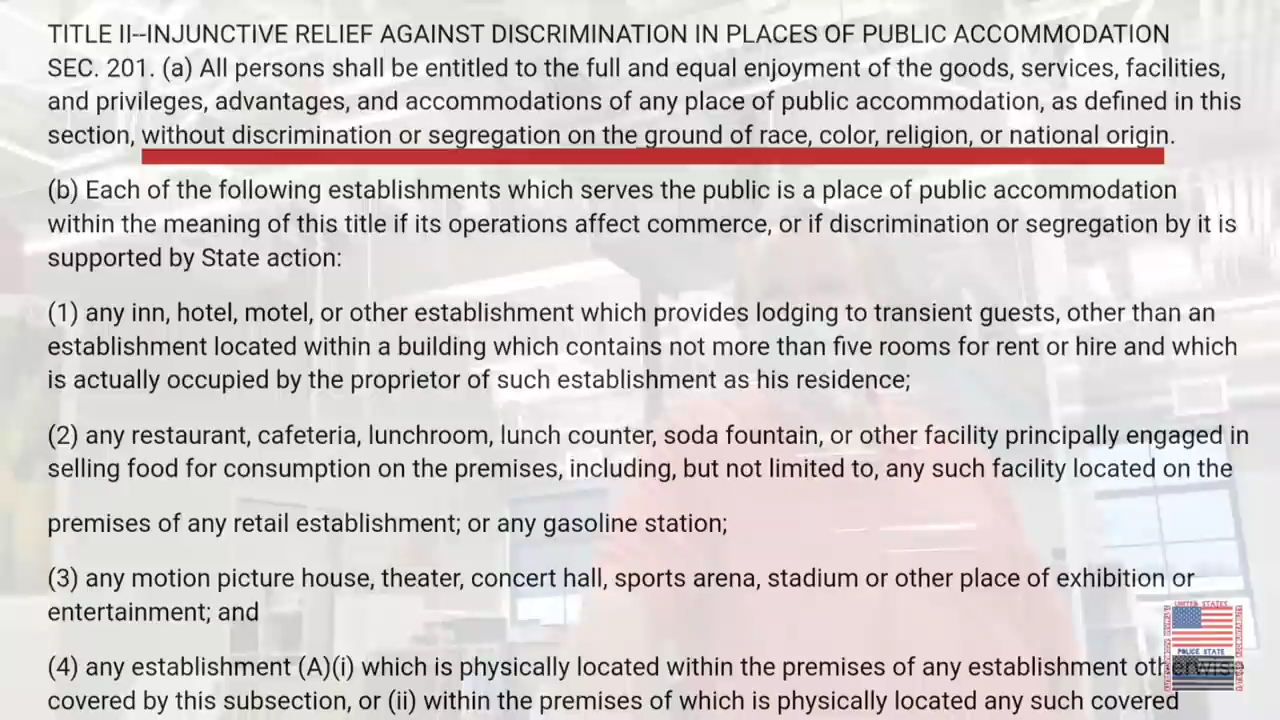 TITLE II--INJUNCTIVE RELIEF AGAINST DISCRIMINATION IN PLACES OF PUBLIC ACCOMMODATION
SEC. 201. (a) All persons shall be entitled to the full and equal enjoyment of the goods, services, facilities,
and privileges, advantages, and accommodations of any place of public accommodation, as defined in this
section, without discrimination or segregation on the ground of race, color, religion, or national origin.
(b) Each of the following establishments which serves the public is a place of public accommodation
within the meaning of this title if its operations affect commerce, or if discrimination or segregation by it is
supported by State action:
(1) any inn, hotel, motel, or other establishment which provides lodging to transient guests, other than an
establishment located within a building which contains not more than five rooms for rent or hire and which
is actually occupied by the proprietor of such establishment as his residence;
(2) any restaurant, cafeteria, lunchroom, lunch counter, soda fountain, or other facility principally engaged in
selling food for consumption on the premises, including, but not limited to, any such facility located on the
premises of any retail establishment; or any gasoline station;
(3) any motion picture house, theater, concert hall, sports arena, stadium or other place of exhibition or
entertainment; and
(4) any establishment (A)(i) which is physically located within the premises of any establishment otherwise
covered by this subsection, or (ii) within the premises of which is physically located any such covered
UNITED STATES
POLICE STATE